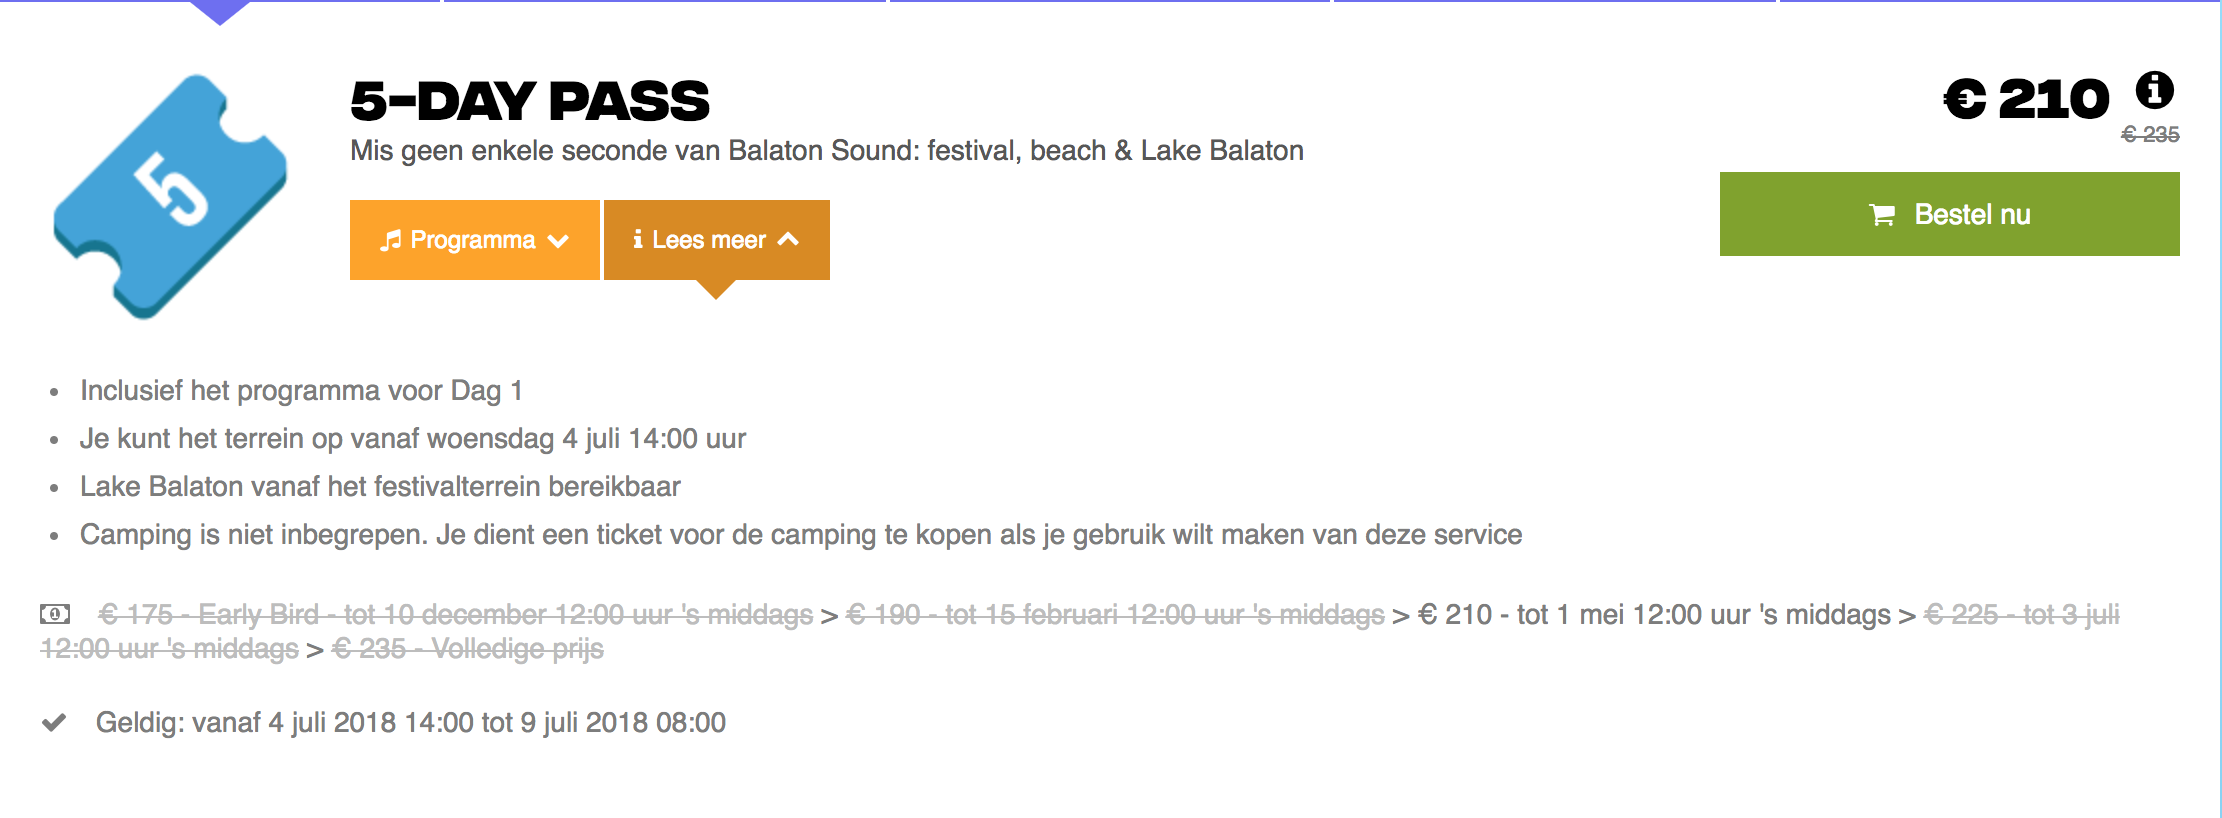 5-DAY PASS
Mis geen enkele seconde van Balaton Sound: festival, beach & Lake Balaton
Programma
Lees meer
€ 210
€ 235
Bestel nu
5
• Inclusief het programma voor Dag 1
• Je kunt het terrein op vanaf woensdag 4 juli 14:00 uur
• Lake Balaton vanaf het festivalterrein bereikbaar
• Camping is niet inbegrepen. Je dient een ticket voor de camping te kopen als je gebruik wilt maken van deze service
€ 175 - Early Bird - tot 10 december 12:00 uur 's middags > € 190 - tot 15 februari 12:00 uur 's middags > € 210 - tot 1 mei 12:00 uur 's middags > € 225 - tot 3 juli
12:00 uur 's middags > € 235 - Volledige prijs
Geldig: vanaf 4 juli 2018 14:00 tot 9 juli 2018 08:00